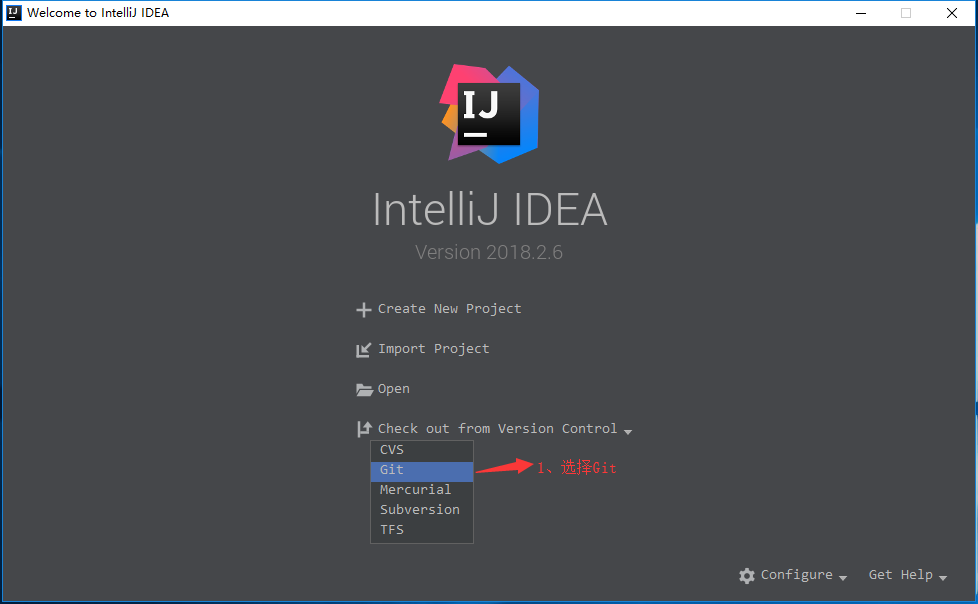 Welcome to IntelliJ IDEA
IJ
IntelliJ IDEA
Version 2018.2.6
Create New Project
Import Project
Open
Check out from Version Control
CVS
Git
1、选择Git
Mercurial
Subversion
TFS
Configure
Get Help